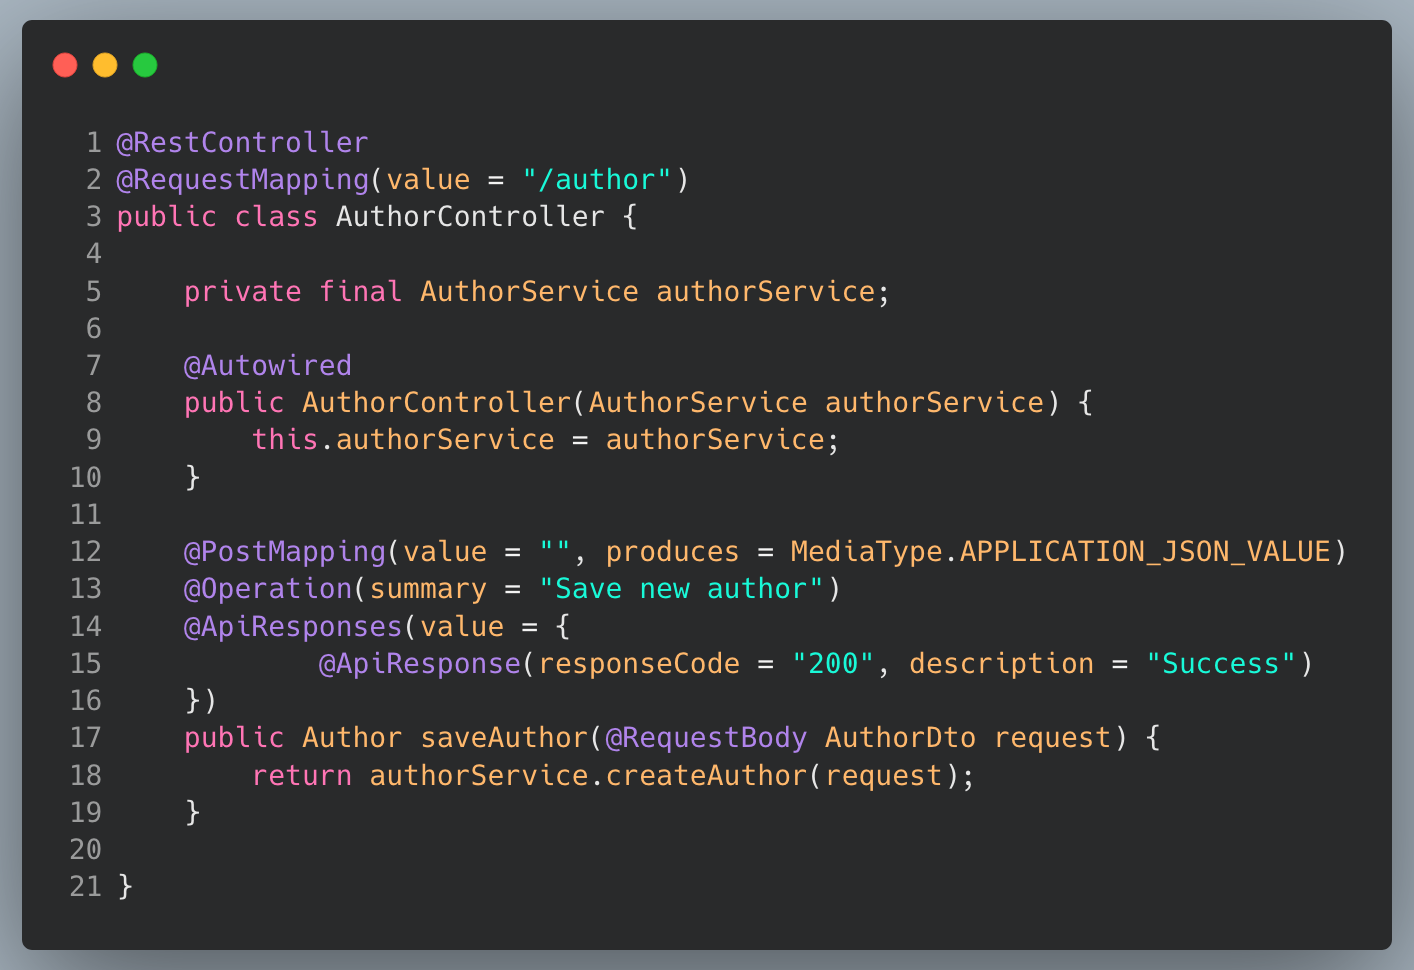 1 @RestController
2 @RequestMapping(value = "/author")
3 public class AuthorController {
4
5     private final AuthorService authorService;
6
7     @Autowired
8     public AuthorController(AuthorService authorService) {
9         this.authorService = authorService;
10     }
11
12     @PostMapping(value = "", produces = MediaType.APPLICATION_JSON_VALUE)
13     @Operation(summary = "Save new author")
14     @ApiResponses(value = {
15             @ApiResponse(responseCode = "200", description = "Success")
16     })
17     public Author saveAuthor(@RequestBody AuthorDto request) {
18         return authorService.createAuthor(request);
19     }
20
21 }